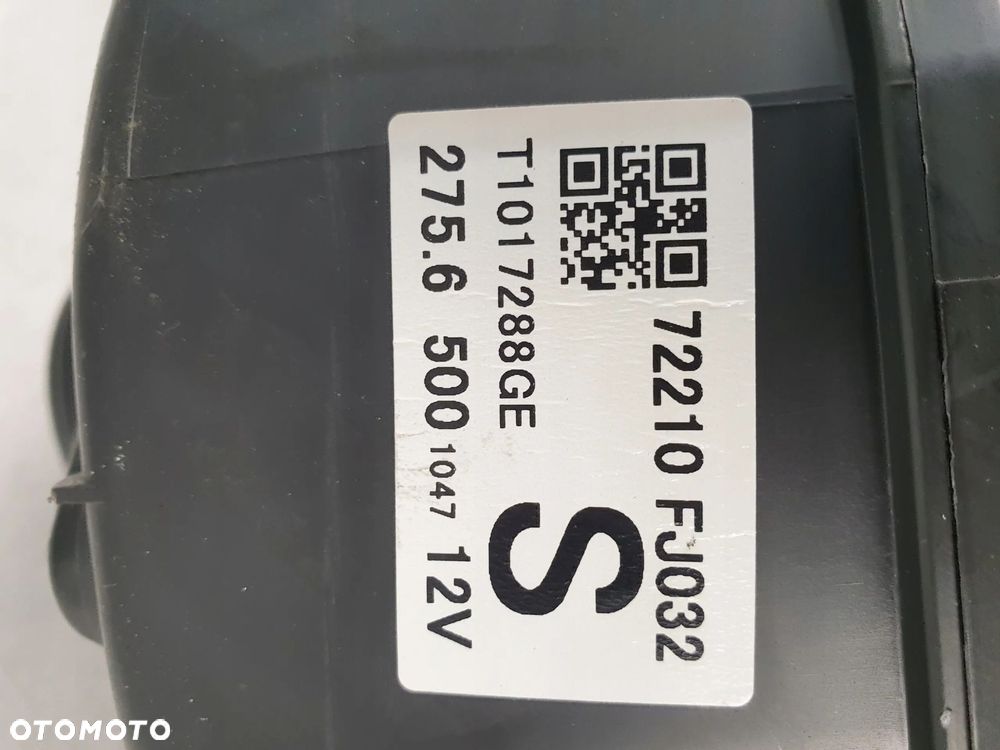 72210 FJ032
T1017288GE
S
275.6 500 1047 12V
OTOMOTO